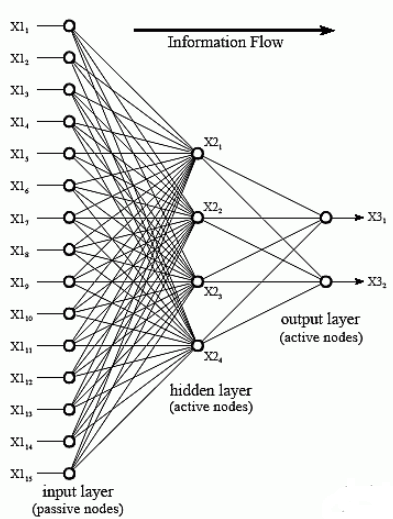 X1₁
Information Flow
X1₂
X1₃
X1₄
X2₁
X1₅
X1₆
X2₂
X1₇
X3₁
X1₈
X1₉
X2₃
X3₂
X1₁₀
output layer
(active nodes)
X1₁₁
X2₄
X1₁₂
hidden layer
(active nodes)
X1₁₃
X1₁₄
X1₁₅
input layer
(passive nodes)